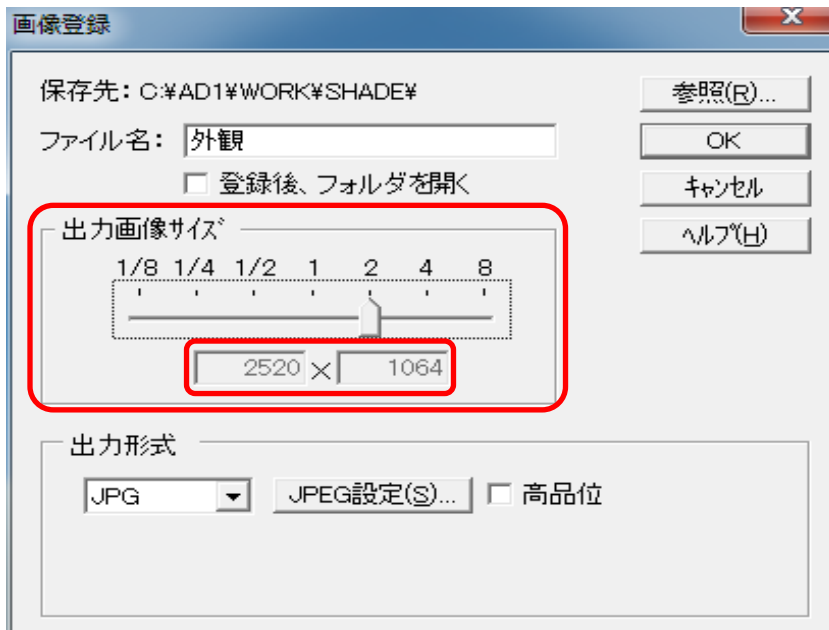 画像登録
保存先：C:¥AD1¥WORK¥SHADE¥
参照(R)...
ファイル名：外観
OK
登録後、フォルダを開く
キャンセル
出力画像サイズ
ヘルプ(H)
1/8 1/4 1/2 1 2 4 8
2520 × 1064
出力形式
JPG JPEG設定(S)... 高品位